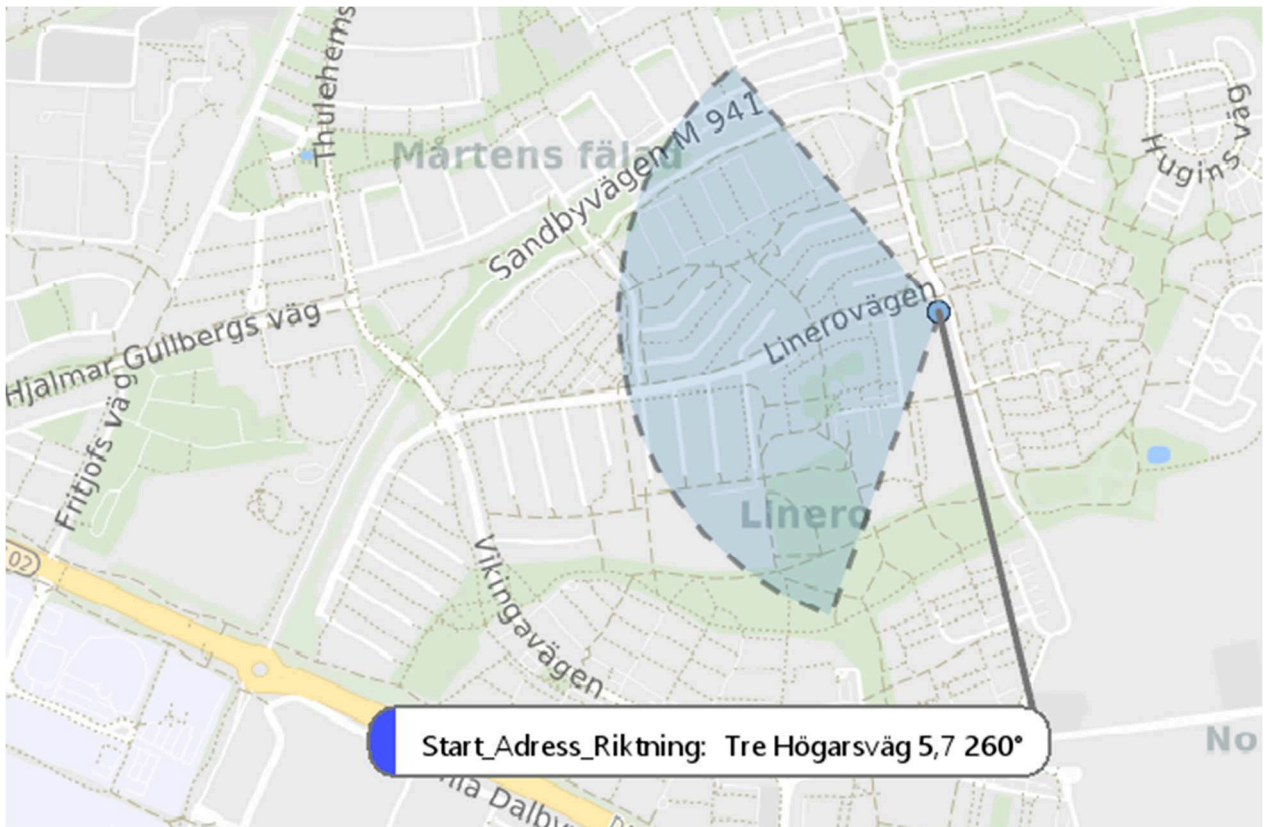 Thulehems
Mårtens fälad
Sandbyvägen M 941
Hugins väg
Hjalmar Gullbergs väg
Linerovägen
Fritjofs väg
Linero
02
Vikingavägen
No
Start_Adress_Riktning: Tre Högarsväg 5,7 260°